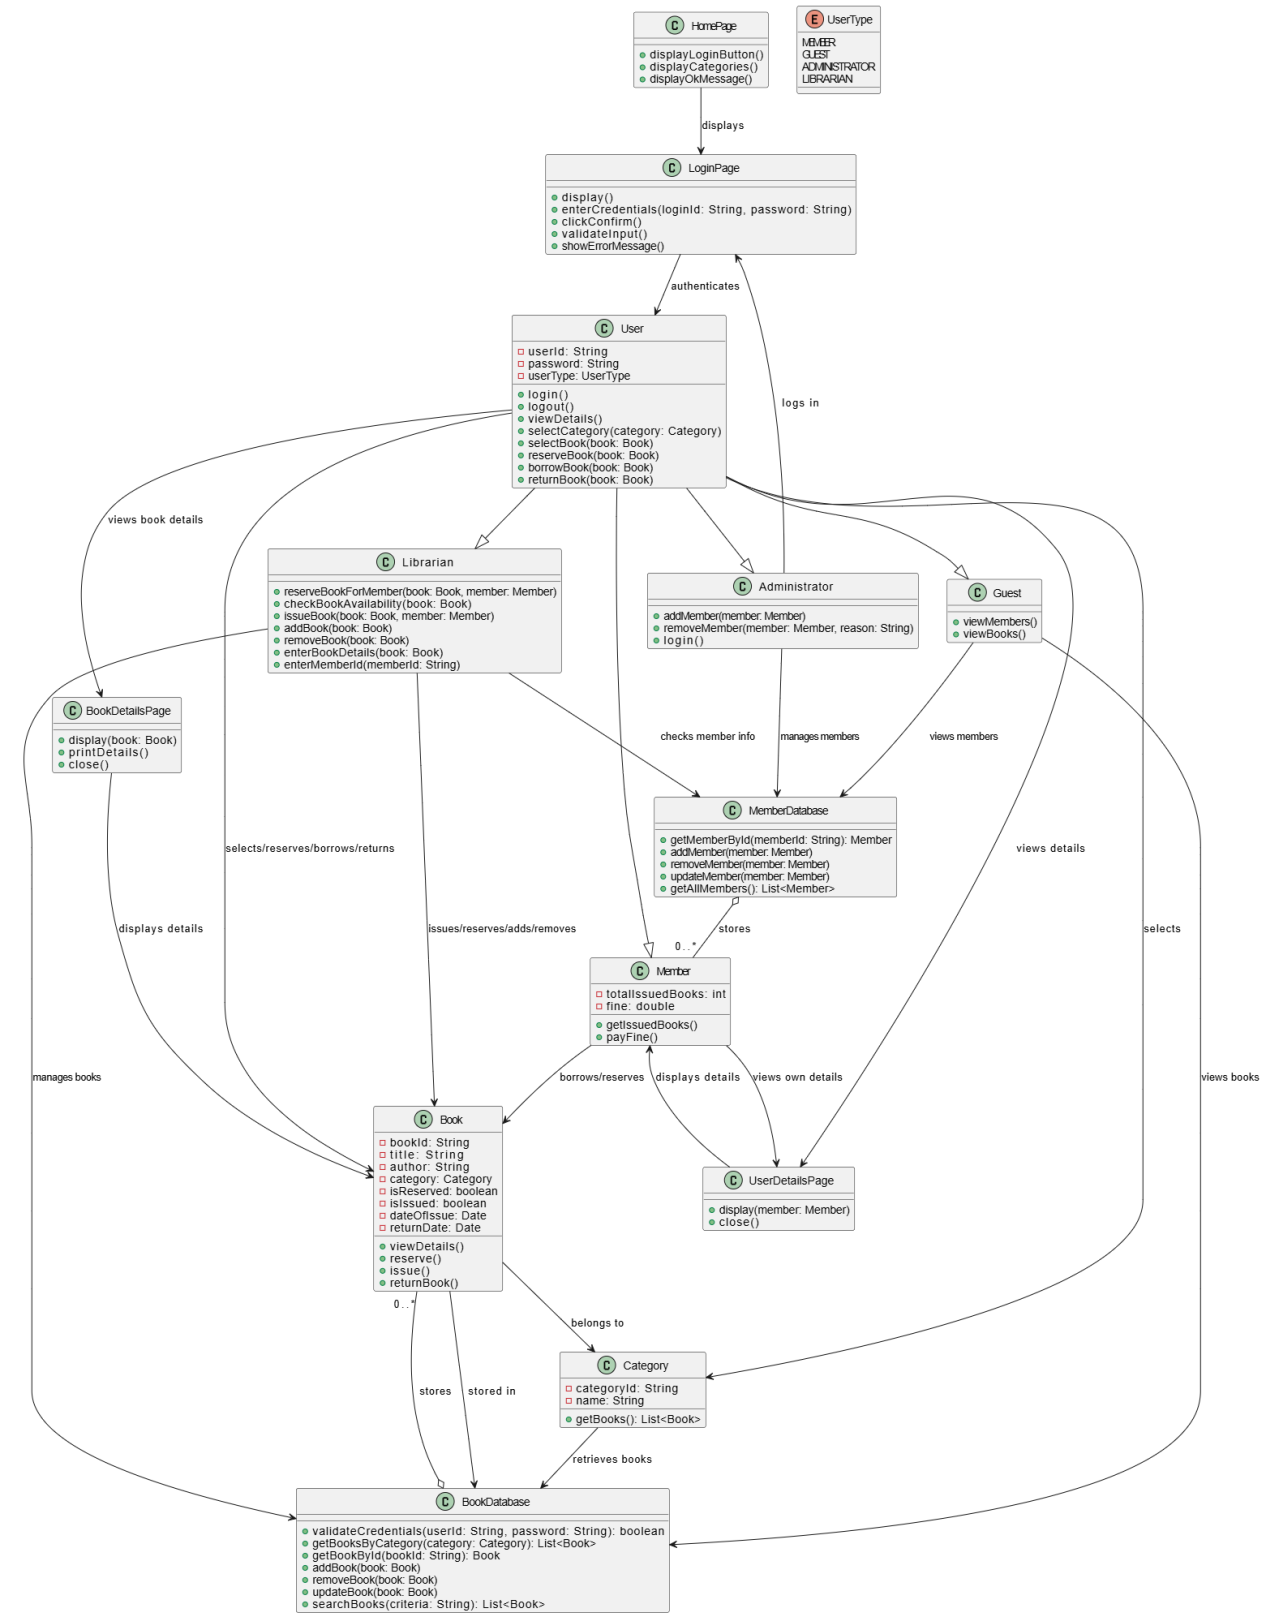 HomePage
displayLoginButton()
displayCategories()
displayOkMessage()
UserType
MEMBER
GUEST
ADMINISTRATOR
LIBRARIAN
displays
LoginPage
display()
enterCredentials(loginId: String, password: String)
clickConfirm()
validateInput()
showErrorMessage()
authenticates
User
userId: String
password: String
userType: UserType
login()
logout()
viewDetails()
selectCategory(category: Category)
selectBook(book: Book)
reserveBook(book: Book)
borrowBook(book: Book)
returnBook(book: Book)
logs in
views book details
Librarian
reserveBookForMember(book: Book, member: Member)
checkBookAvailability(book: Book)
issueBook(book: Book, member: Member)
addBook(book: Book)
removeBook(book: Book)
enterBookDetails(book: Book)
enterMemberId(memberId: String)
Administrator
addMember(member: Member)
removeMember(member: Member, reason: String)
login()
Guest
viewMembers()
viewBooks()
BookDetailsPage
display(book: Book)
printDetails()
close()
checks member info
manages members
views members
MemberDatabase
getMemberById(memberId: String): Member
addMember(member: Member)
removeMember(member: Member)
updateMember(member: Member)
getAllMembers(): List<Member>
selects/reserves/borrows/returns
views details
displays details
issues/reserves/adds/removes
stores
selects
0..*
Member
totalIssuedBooks: int
fine: double
getIssuedBooks()
payFine()
manages books
borrows/reserves
displays details
views own details
views books
Book
bookId: String
title: String
author: String
category: Category
isReserved: boolean
isIssued: boolean
dateOfIssue: Date
returnDate: Date
viewDetails()
reserve()
issue()
returnBook()
UserDetailsPage
display(member: Member)
close()
0..*
belongs to
Category
categoryId: String
name: String
getBooks(): List<Book>
stores
stored in
retrieves books
BookDatabase
validateCredentials(userId: String, password: String): boolean
getBooksByCategory(category: Category): List<Book>
getBookById(bookId: String): Book
addBook(book: Book)
removeBook(book: Book)
updateBook(book: Book)
searchBooks(criteria: String): List<Book>